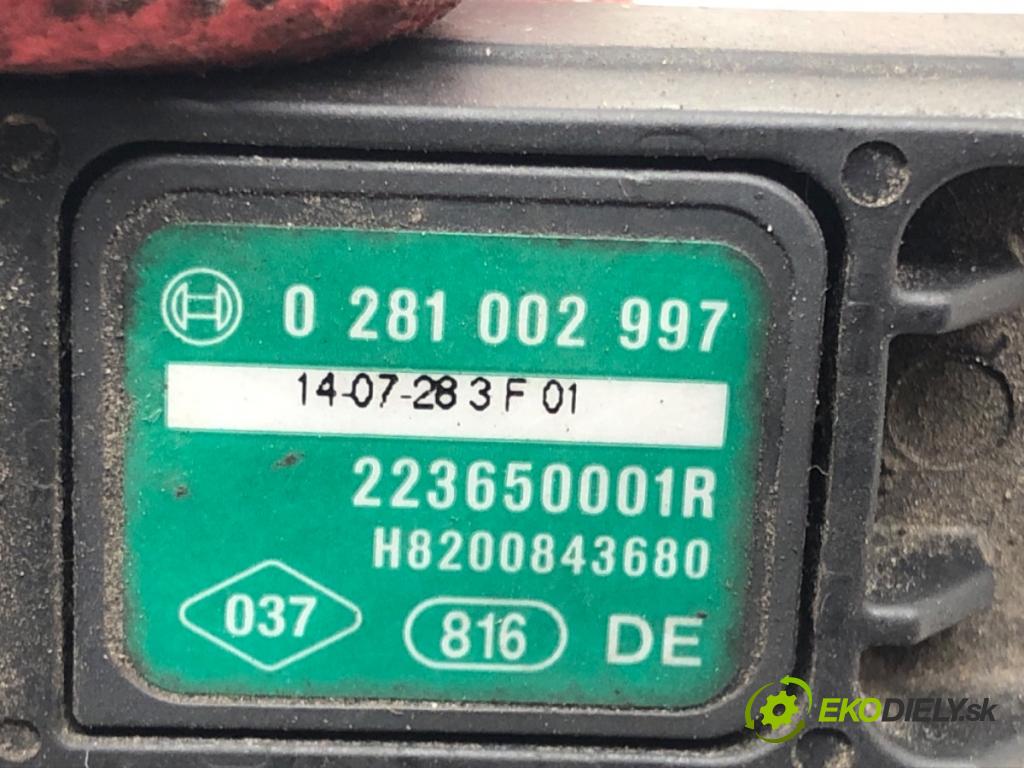 0 281 002 997
14-07-28 3 F 01
223650001R
H8200843680
037 816 DE
EKODIELY.sk